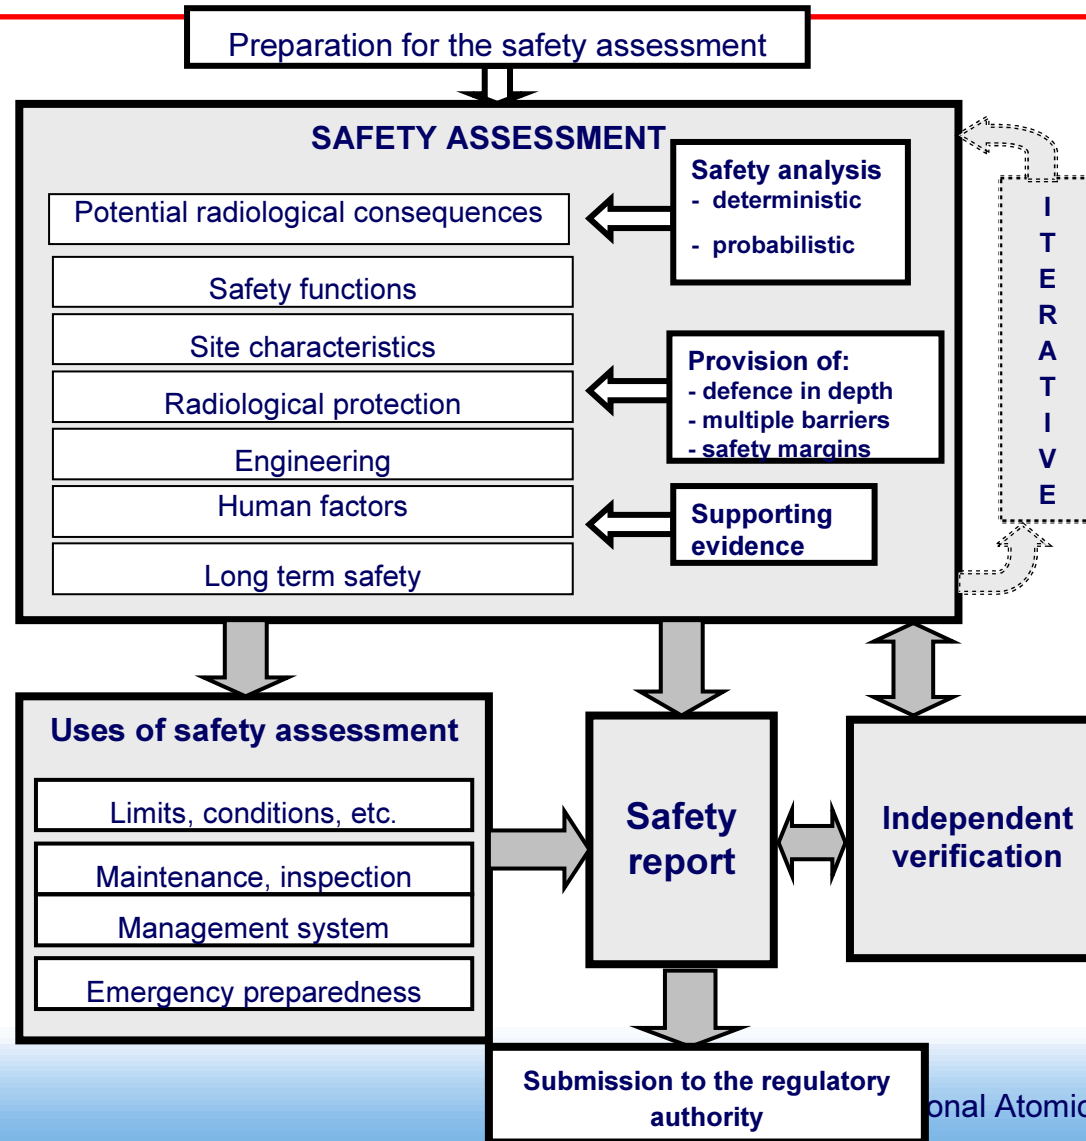 Preparation for the safety assessment
SAFETY ASSESSMENT
Potential radiological consequences
Safety functions
Site characteristics
Radiological protection
Engineering
Human factors
Long term safety
Safety analysis
- deterministic
- probabilistic
Provision of:
- defence in depth
- multiple barriers
- safety margins
Supporting
evidence
I
T
E
R
A
T
I
V
E
Uses of safety assessment
Limits, conditions, etc.
Maintenance, inspection
Management system
Emergency preparedness
Safety
report
Independent
verification
Submission to the regulatory
authority
onal Atomic